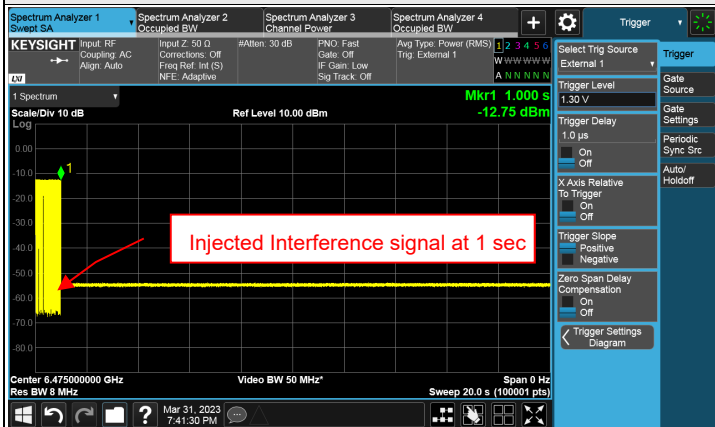 Spectrum Analyzer 1
Swept SA
Spectrum Analyzer 2
Occupied BW
Spectrum Analyzer 3
Channel Power
Spectrum Analyzer 4
Occupied BW
+
Trigger
KEYSIGHT
LXI
Input: RF
Coupling: AC
Align: Auto
Input Z: 50 Ω
Corrections: Off
Freq Ref: Int (S)
NFE: Adaptive
#Atten: 30 dB
PNO: Fast
Gate: Off
IF Gain: Low
Sig Track: Off
Avg Type: Power (RMS)
Trig: External 1
1 2 3 4 5 6
W W W W W W
A N N N N N
1 Spectrum
Mkr1 1.000 s
-12.75 dBm
Scale/Div 10 dB
Ref Level 10.00 dBm
Log
0.00
-10.0
-20.0
-30.0
-40.0
-50.0
-60.0
-70.0
-80.0
1
Injected Interference signal at 1 sec
Center 6.475000000 GHz
Video BW 50 MHz*
Span 0 Hz
Res BW 8 MHz
Sweep 20.0 s (100001 pts)
Select Trig Source
External 1
Trigger Level
1.30 V
Trigger Delay
1.0 µs
On
Off
X Axis Relative
To Trigger
On
Off
Trigger Slope
Positive
Negative
Zero Span Delay
Compensation
On
Off
Trigger Settings
Diagram
Trigger
Gate
Source
Gate
Settings
Periodic
Sync Src
Auto/
Holdoff
?
Mar 31, 2023
7:41:30 PM